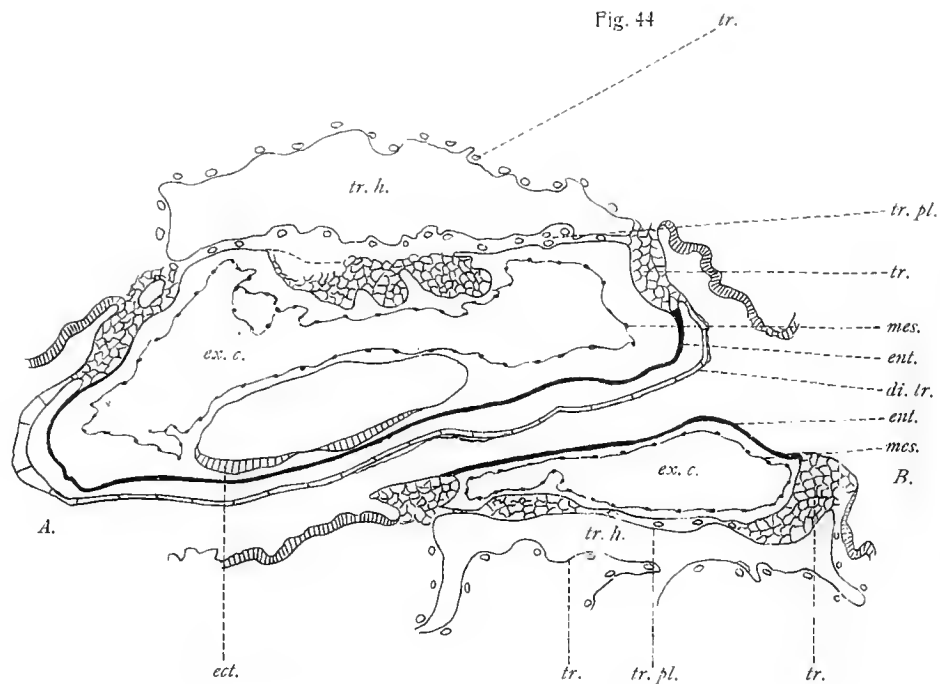 Fig. 44
tr.
tr. h.
tr. pl.
tr.
mes.
ex. c.
ent.
di. tr.
ent.
mes.
ex. c.
B.
A.
tr. h.
ect.
tr.
tr. pl.
tr.